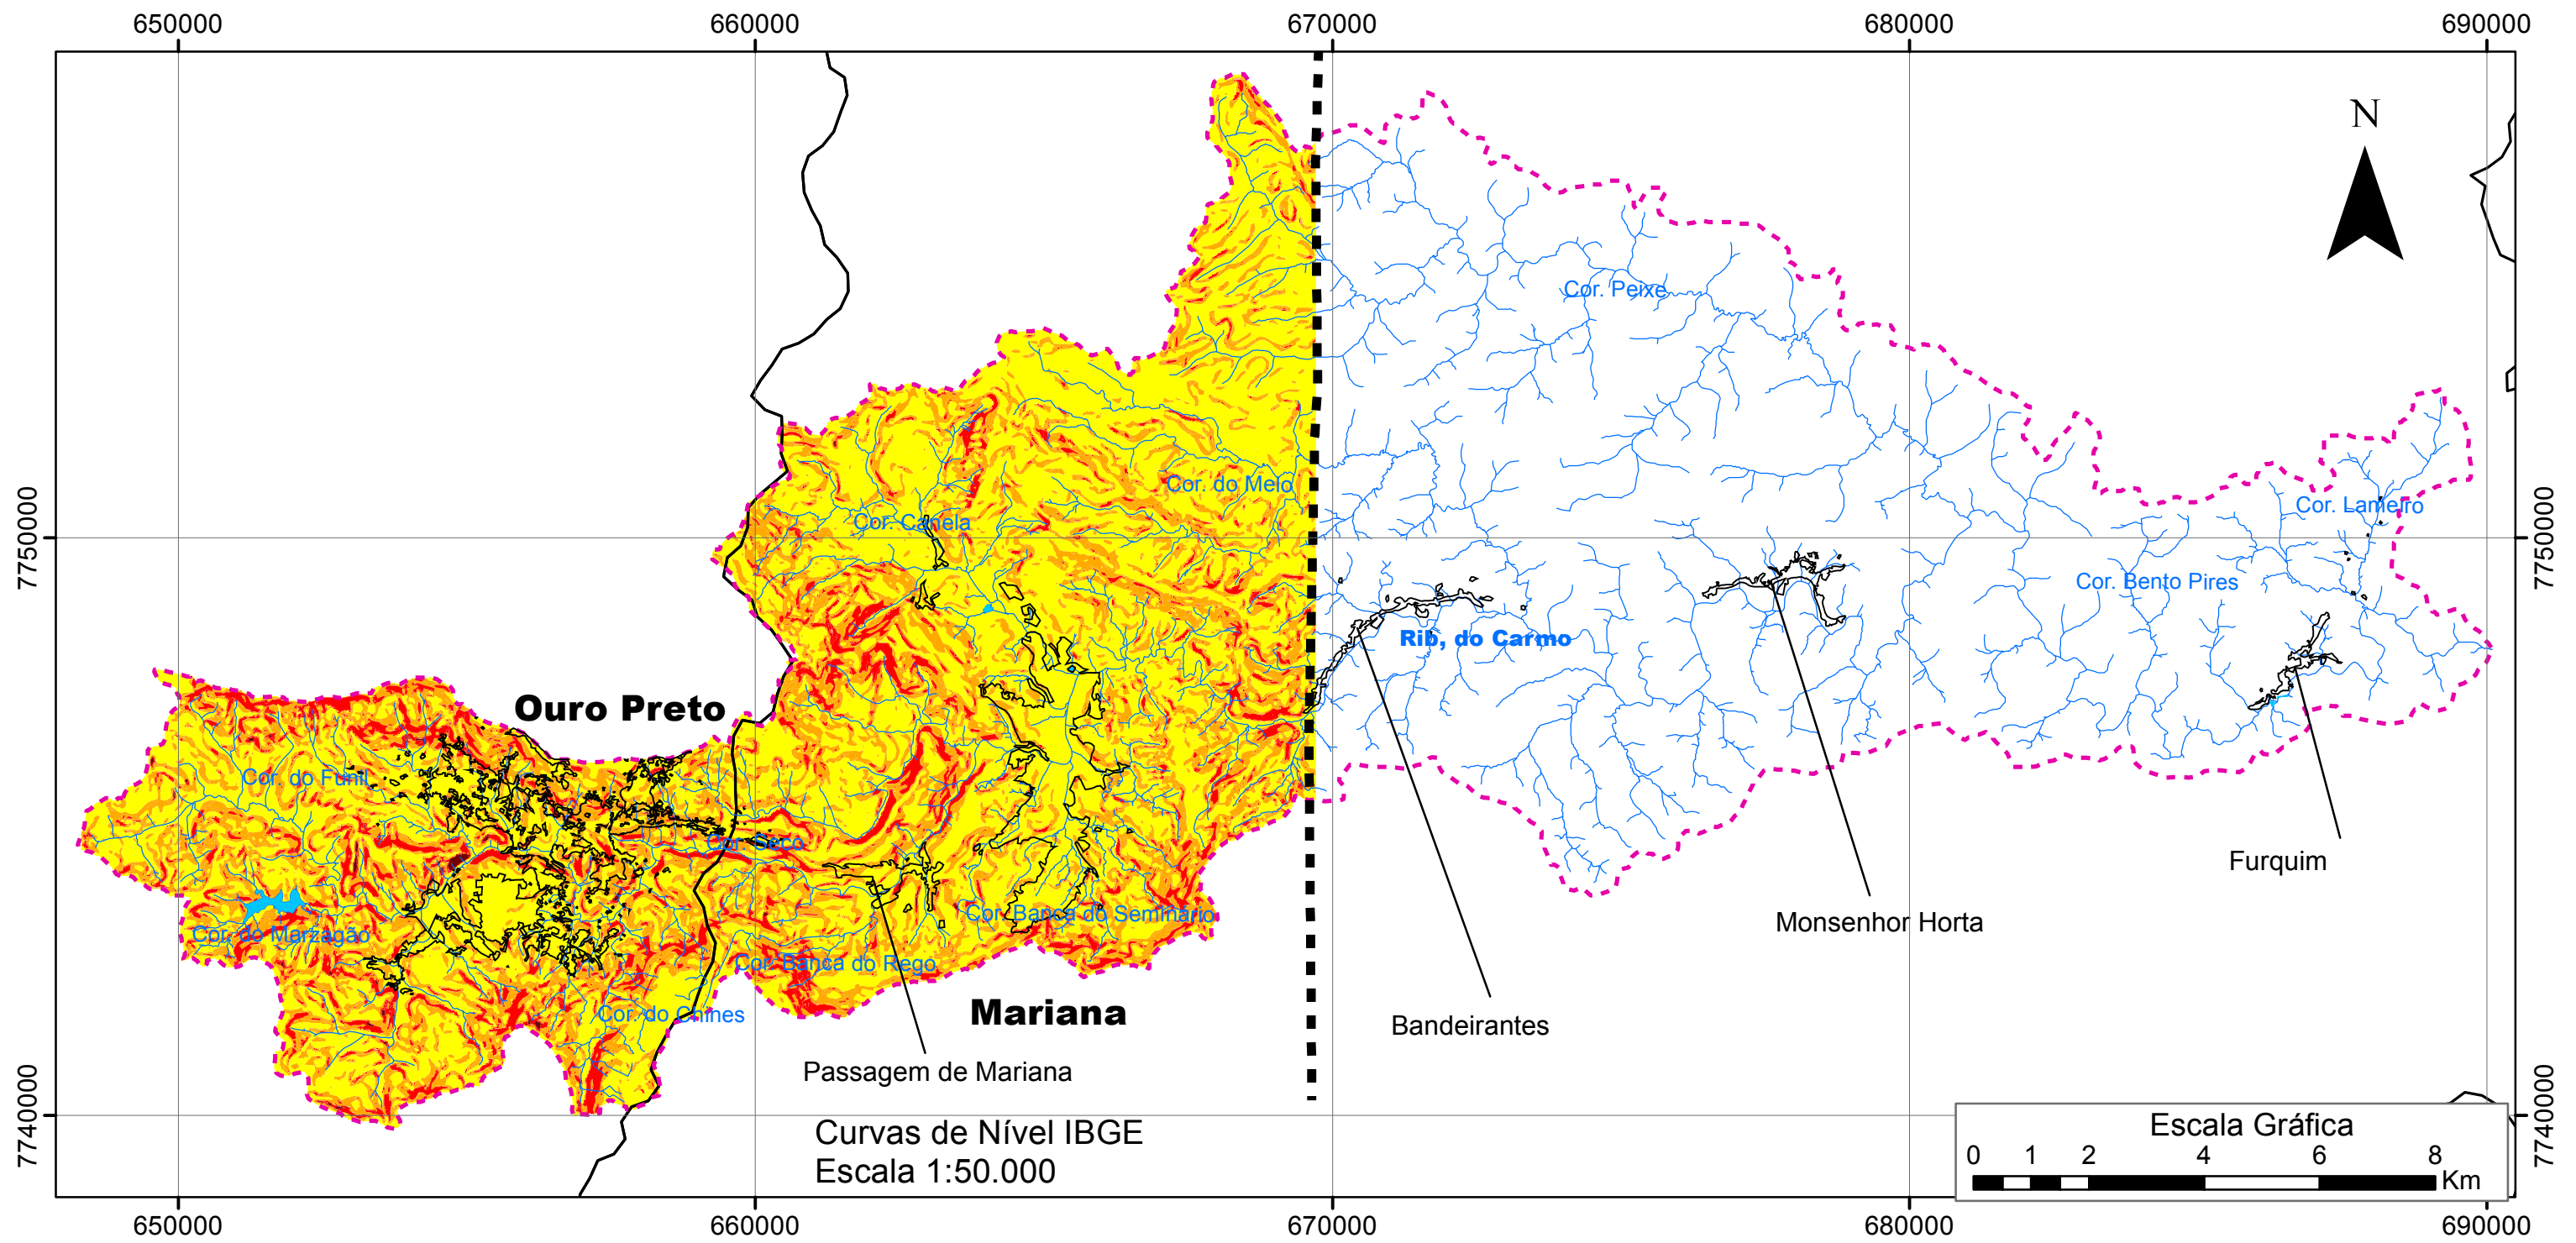 650000 660000 670000 680000 690000
N
Cor. Peixe
Cor. do Melo
Cor. Lameiro
Cor. Canela
7750000
7750000
Cor. Bento Pires
Rib, do Carmo
Ouro Preto
Cor. do Funil
Cor. Seco
Furquim
Cor. Banca do Seminário
Monsenhor Horta
Cor. do Marzagão
Cor. Banca do Rego
Mariana
Cor. do Chines
Bandeirantes
Passagem de Mariana
7740000
7740000
Curvas de Nível IBGE
Escala 1:50.000
Escala Gráfica
0 1 2 4 6 8
Km
650000 660000 670000 680000 690000